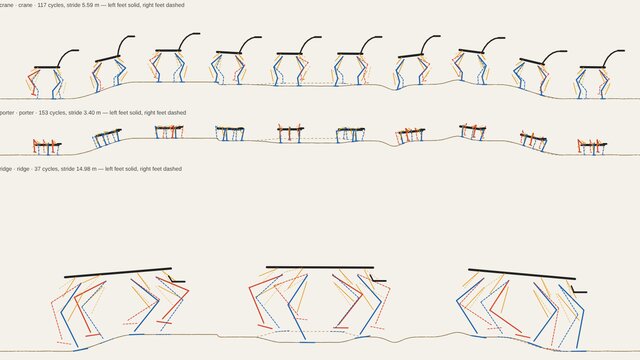 crane · crane · 117 cycles, stride 5.59 m — left feet solid, right feet dashed
porter · porter · 153 cycles, stride 3.40 m — left feet solid, right feet dashed
ridge · ridge · 37 cycles, stride 14.98 m — left feet solid, right feet dashed